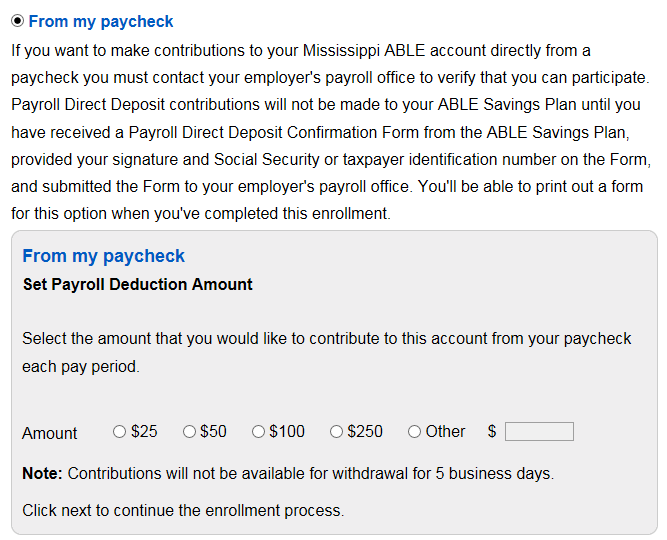 From my paycheck
If you want to make contributions to your Mississippi ABLE account directly from a
paycheck you must contact your employer's payroll office to verify that you can participate.
Payroll Direct Deposit contributions will not be made to your ABLE Savings Plan until you
have received a Payroll Direct Deposit Confirmation Form from the ABLE Savings Plan,
provided your signature and Social Security or taxpayer identification number on the Form,
and submitted the Form to your employer's payroll office. You'll be able to print out a form
for this option when you've completed this enrollment.
From my paycheck
Set Payroll Deduction Amount
Select the amount that you would like to contribute to this account from your paycheck
each pay period.
Amount $25 $50 $100 $250 Other $
Note: Contributions will not be available for withdrawal for 5 business days.
Click next to continue the enrollment process.